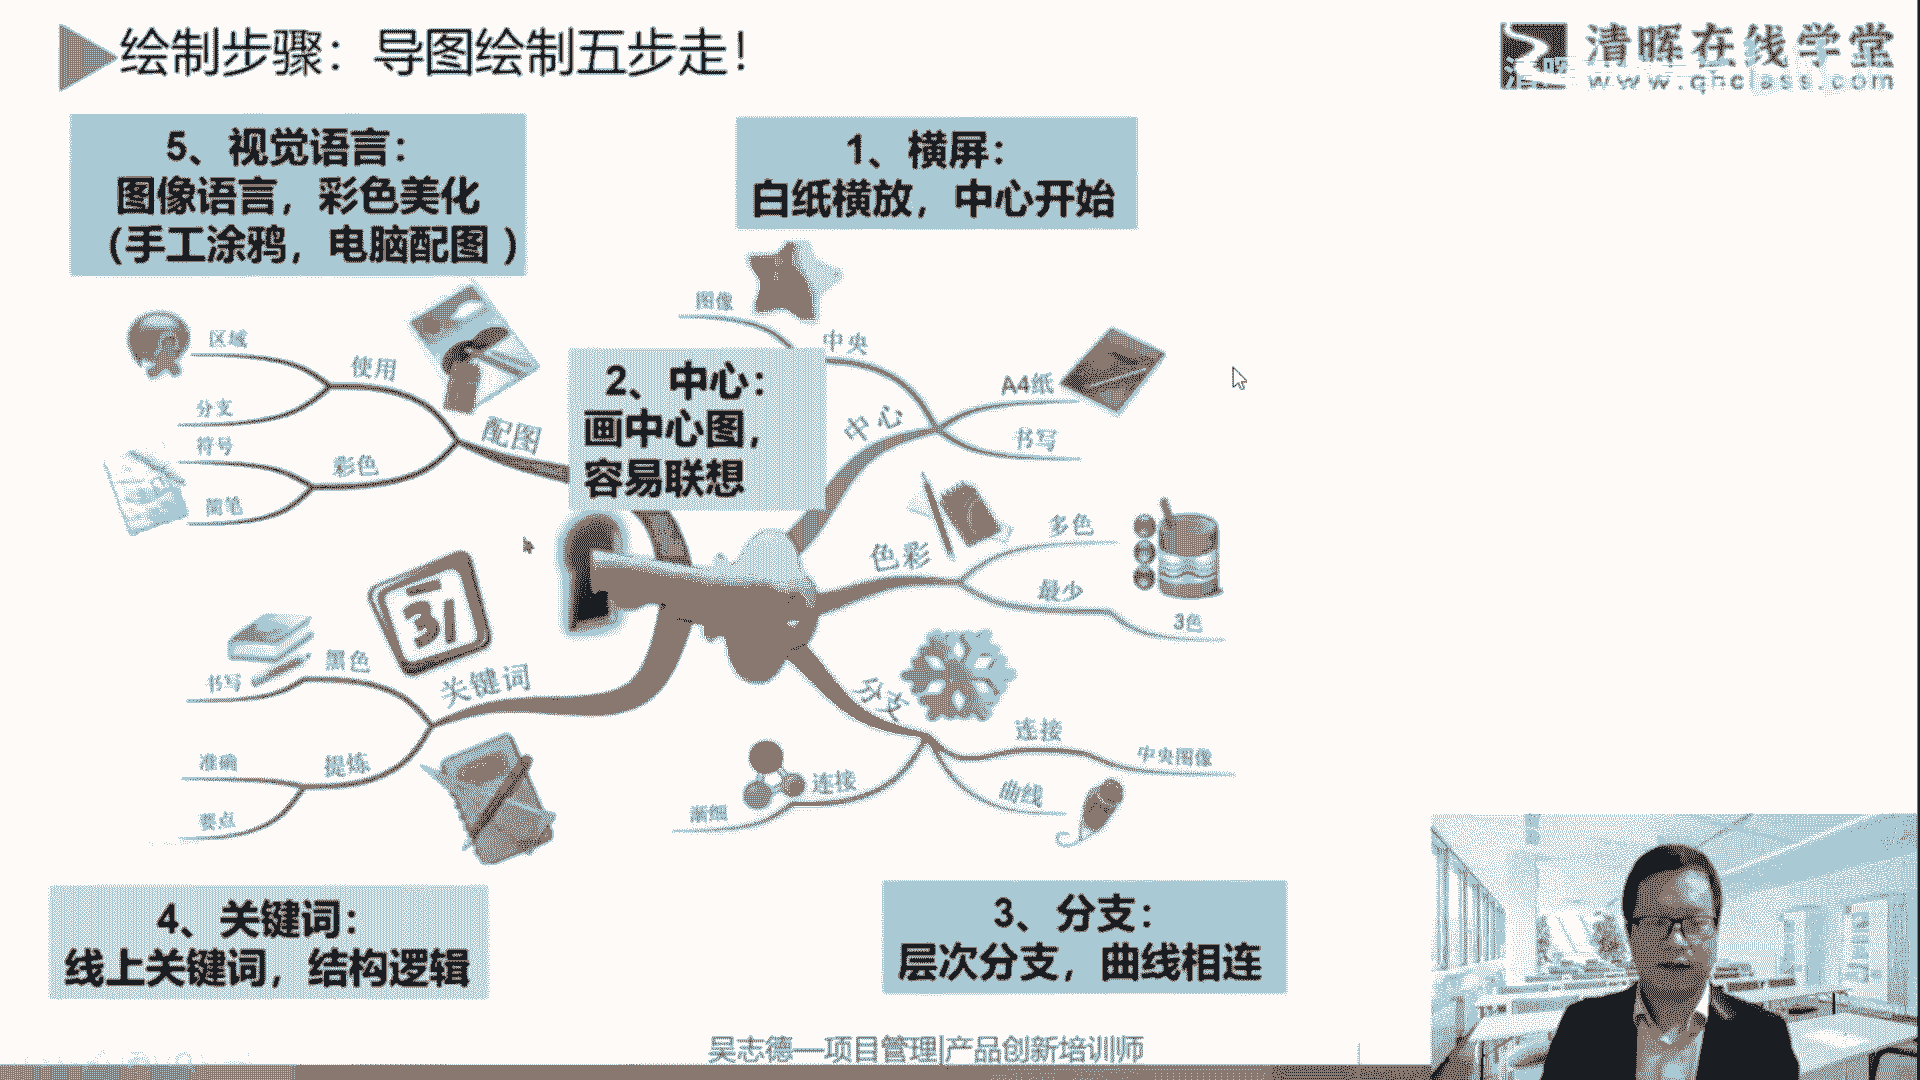 绘制步骤：导图绘制五步走！
清晖在线学堂
www.qhclass.com
5、视觉语言：
图像语言，彩色美化
（手工涂鸦，电脑配图 ）
1、横屏：
白纸横放，中心开始
2、中心：
画中心图，
容易联想
图像
中央
中心
A4纸
书写
色彩
多色
最少
3色
分支
连接
中央图像
曲线
连接
渐细
区域
使用
分支
配图
符号
彩色
简笔
31
关键词
黑色
书写
准确
提炼
要点
4、关键词：
线上关键词，结构逻辑
3、分支：
层次分支，曲线相连
吴志德—项目管理|产品创新培训师